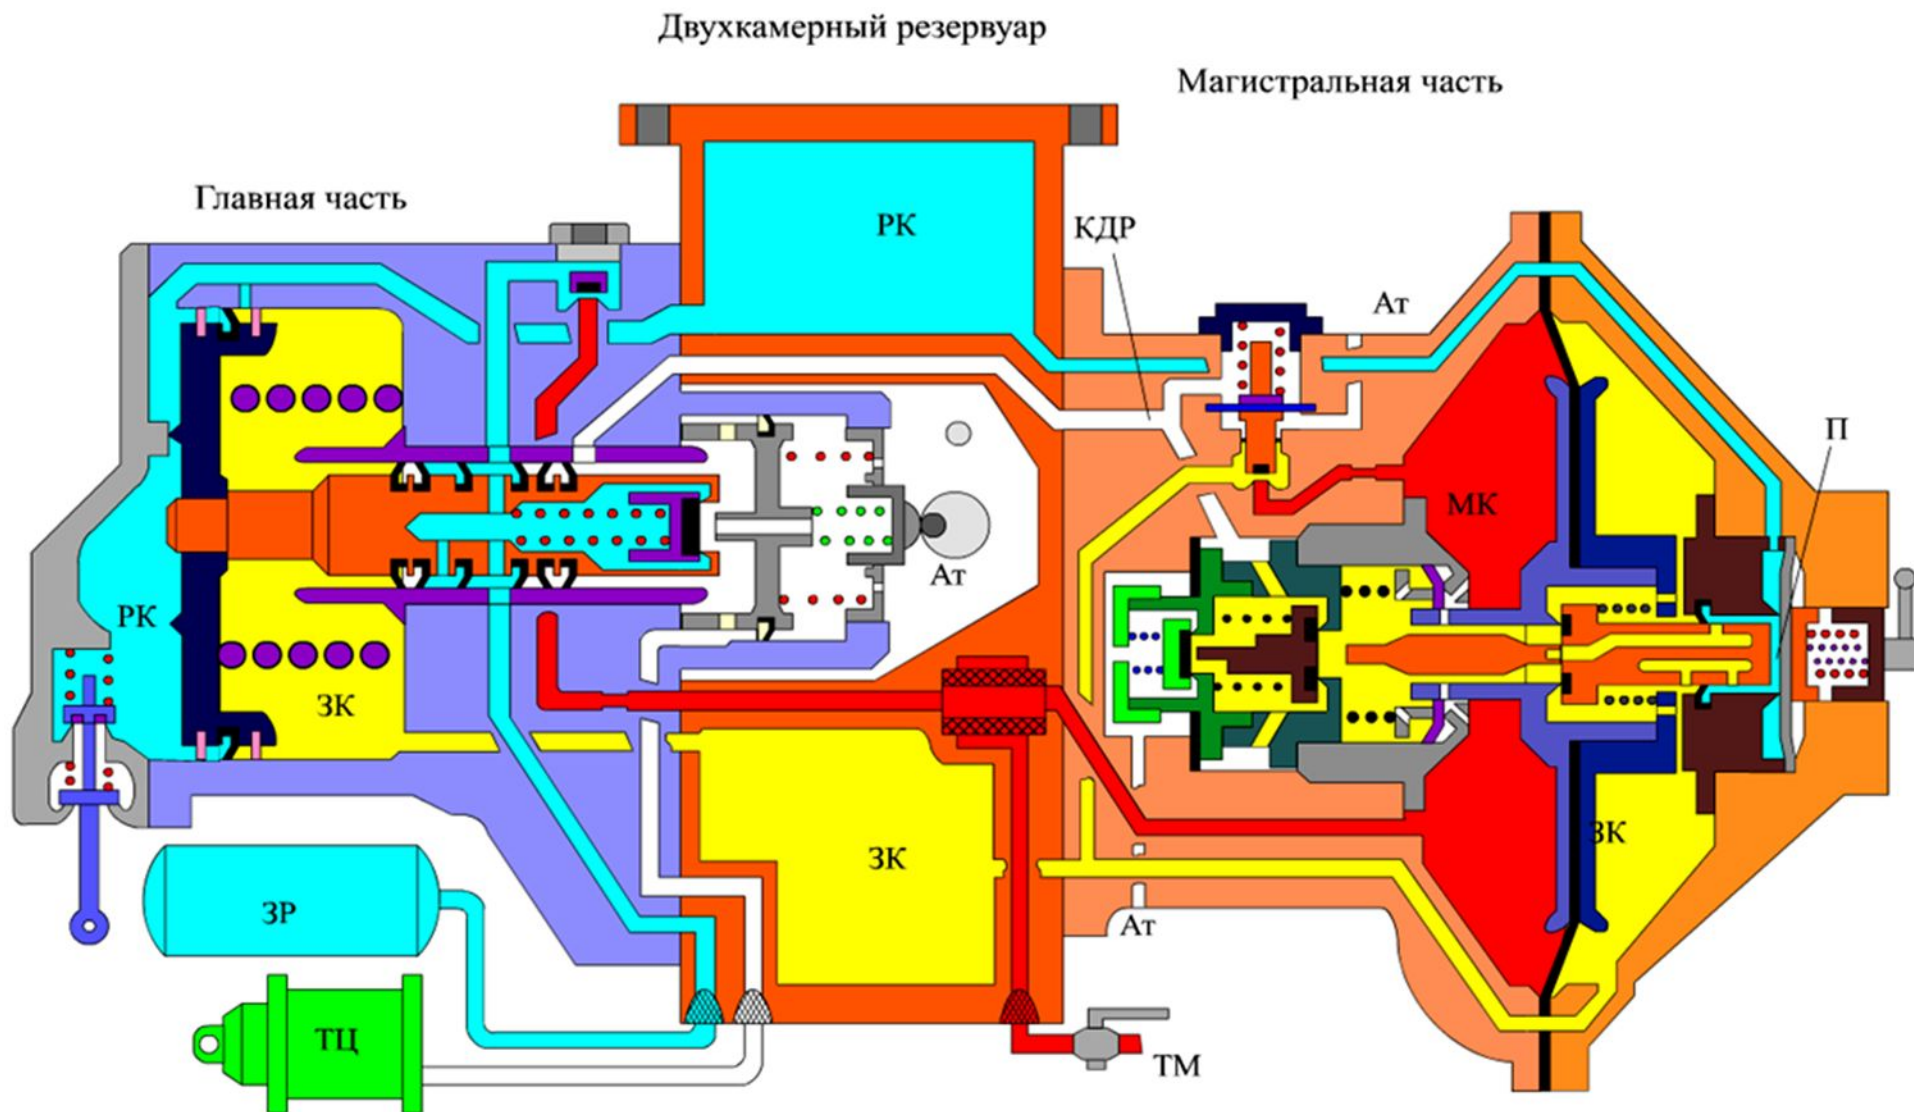 Двухкамерный резервуар
Магистральная часть
Главная часть
РК
КДР
Ат
П
МК
Ат
РК
ЗК
ЗК
ЗК
ЗР
Ат
ТЦ
ТМ